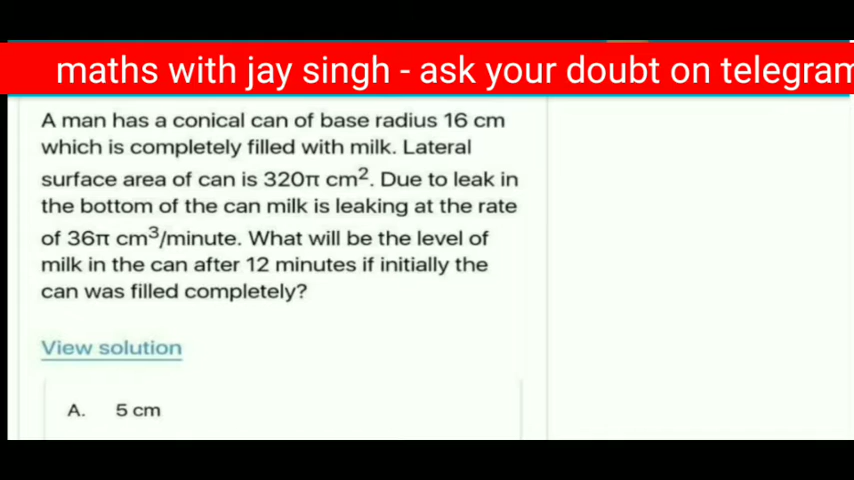 maths with jay singh - ask your doubt on telegram
A man has a conical can of base radius 16 cm
which is completely filled with milk. Lateral
surface area of can is 320π cm². Due to leak in
the bottom of the can milk is leaking at the rate
of 36π cm³/minute. What will be the level of
milk in the can after 12 minutes if initially the
can was filled completely?
View solution
A. 5 cm